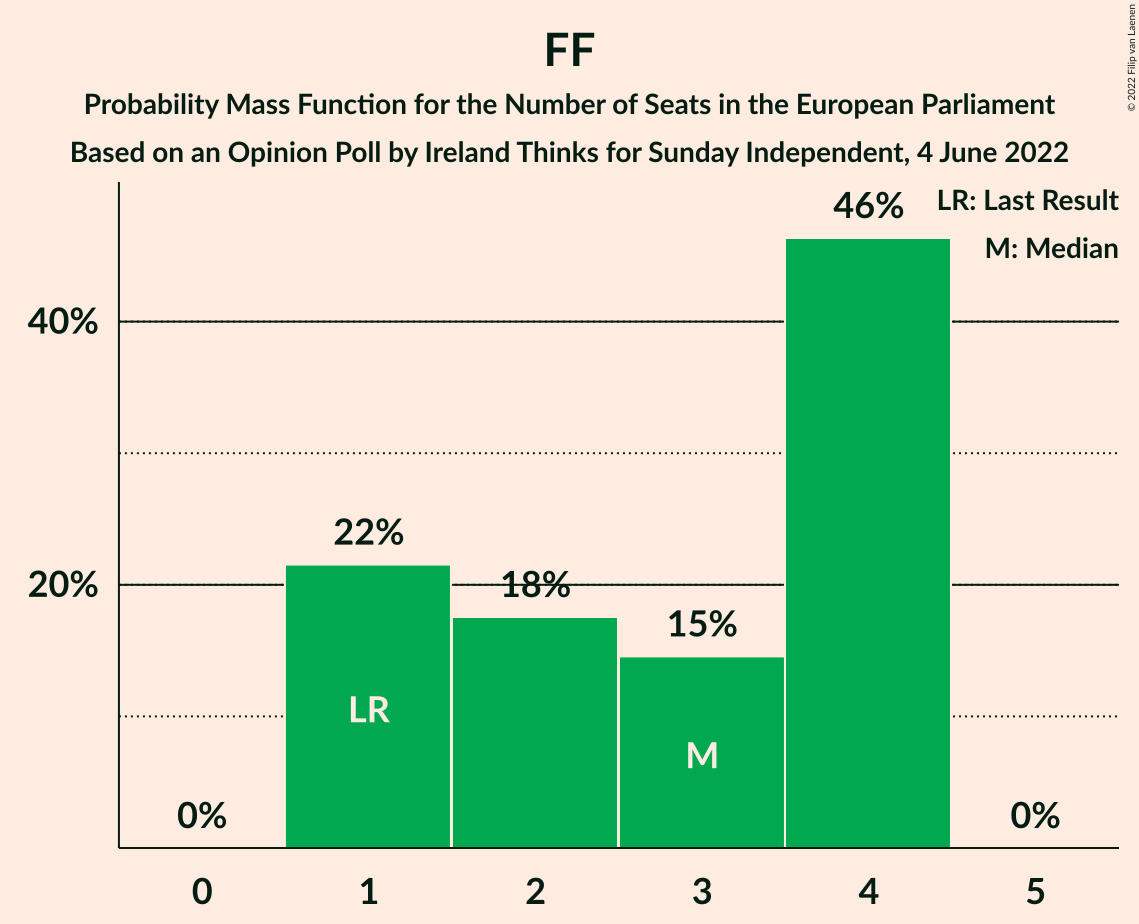 FF
Probability Mass Function for the Number of Seats in the European Parliament
Based on an Opinion Poll by Ireland Thinks for Sunday Independent, 4 June 2022
© 2022 Filip van Laenen
LR: Last Result
M: Median
46%
40%
22%
20%
18%
15%
LR
M
0%
0%
0 1 2 3 4 5